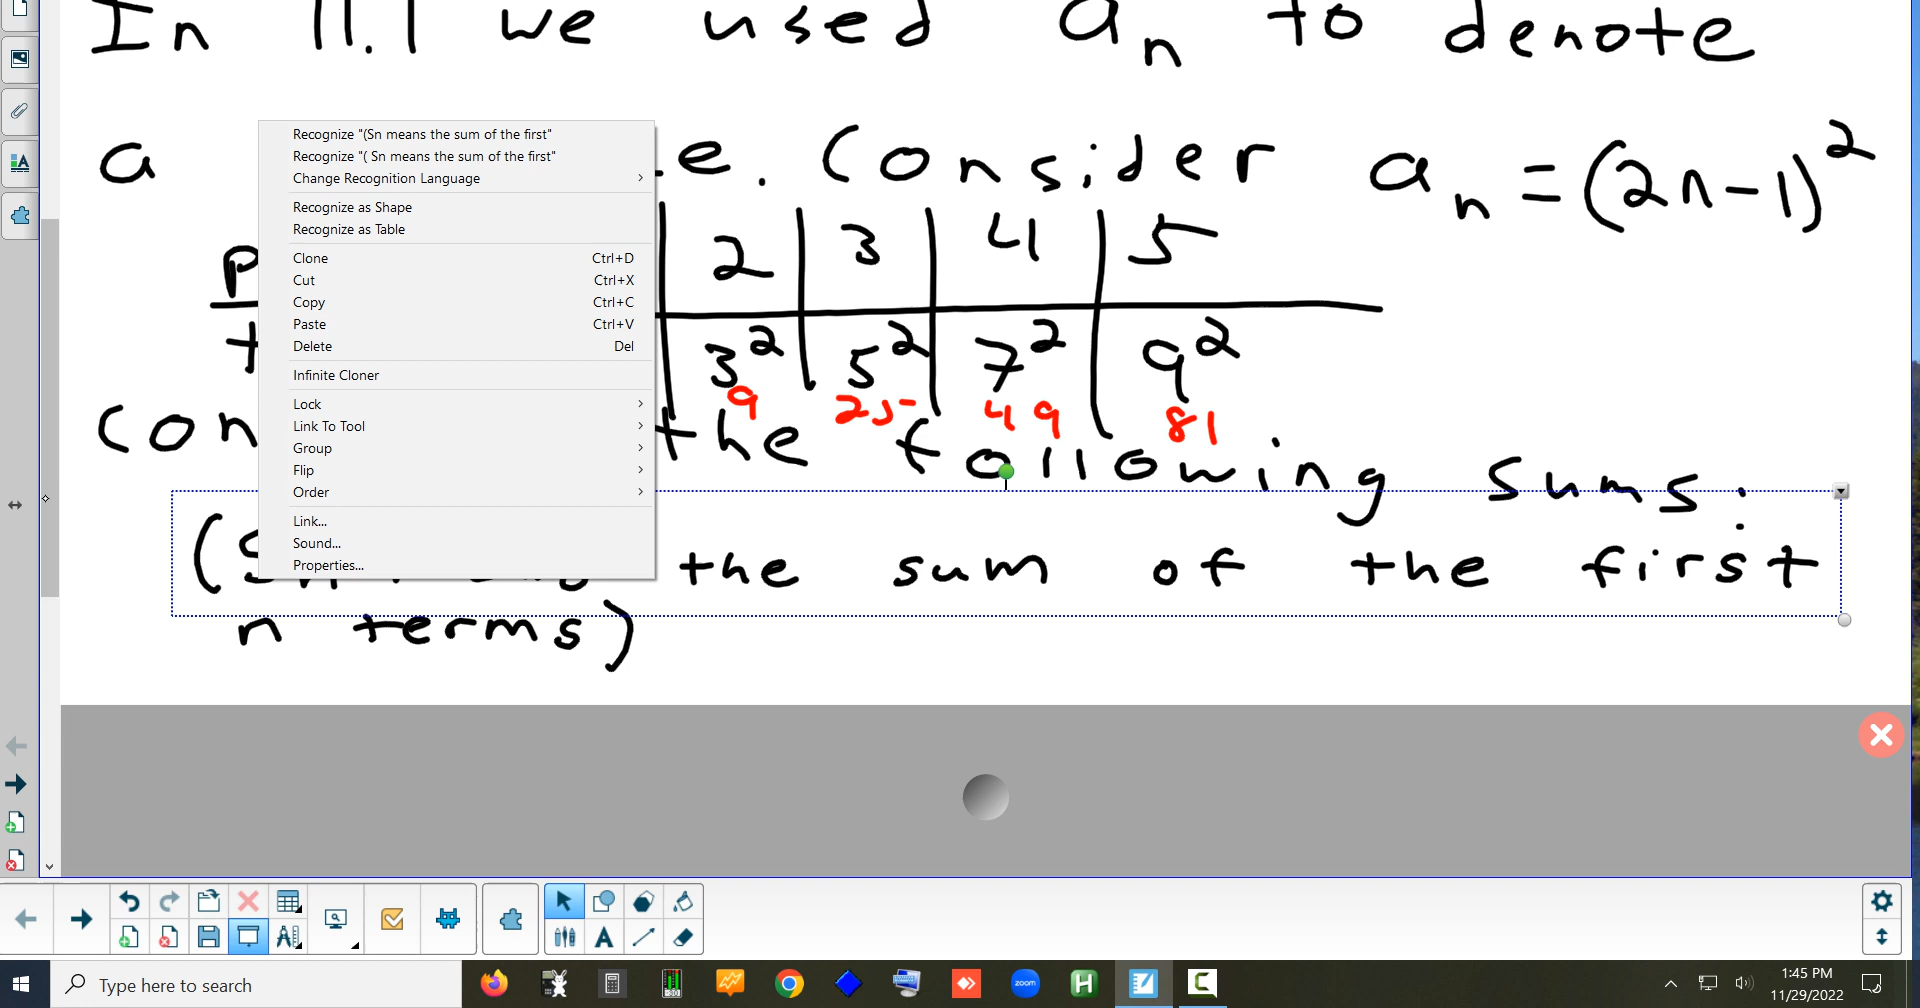 In 11.1 we used an to denote
a e. Consider an = (2n-1)²
2 3 4 5
3² 5² 7² 9²
9 25 49 81
con the following sums:
the sum of the first
n terms)
Recognize "(Sn means the sum of the first"
Recognize "( Sn means the sum of the first"
Change Recognition Language
Recognize as Shape
Recognize as Table
Clone Ctrl+D
Cut Ctrl+X
Copy Ctrl+C
Paste Ctrl+V
Delete Del
Infinite Cloner
Lock
Link To Tool
Group
Flip
Order
Link...
Sound...
Properties...
Type here to search
zoom
1:45 PM
11/29/2022